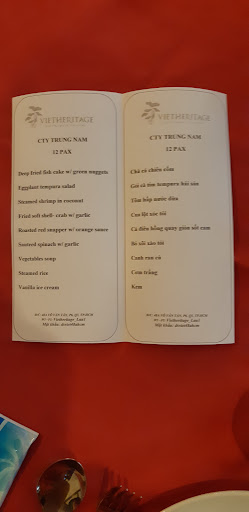 VIETHERITAGE
CTY TRUNG NAM
12 PAX
Deep fried fish cake w/ green nuggets
Eggplant tempura salad
Steamed shrimp in coconut
Fried soft shell- crab w/ garlic
Roasted red snapper w/ orange sauce
Sauteed spinach w/ garlic
Vegetables soup
Steamed rice
Vanilla ice cream
VIETHERITAGE
CTY TRUNG NAM
12 PAX
Chả cá chiên cốm
Gỏi cà tím tempura hải sản
Tôm hấp nước dừa
Cua lột xóc tỏi
Cá diêu hồng quay giòn sốt cam
Bó xôi xào tỏi
Canh rau củ
Cơm trắng
Kem